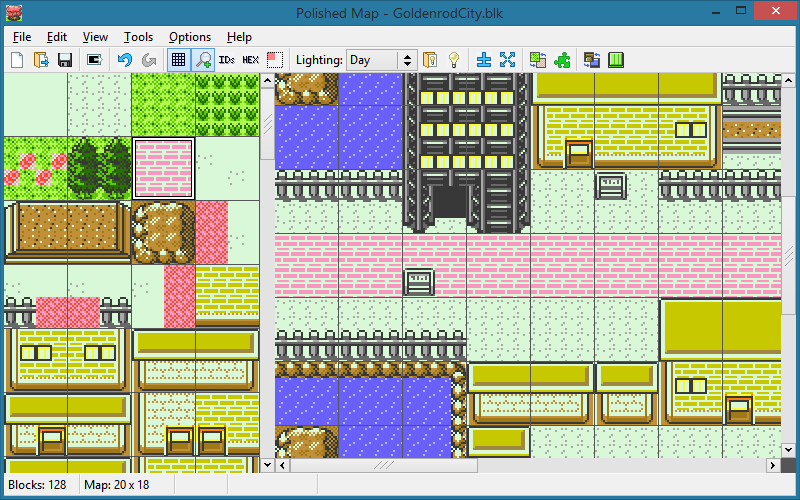 Polished Map - GoldenrodCity.blk
File Edit View Tools Options Help
IDs HEX Lighting: Day
Blocks: 128 Map: 20 x 18